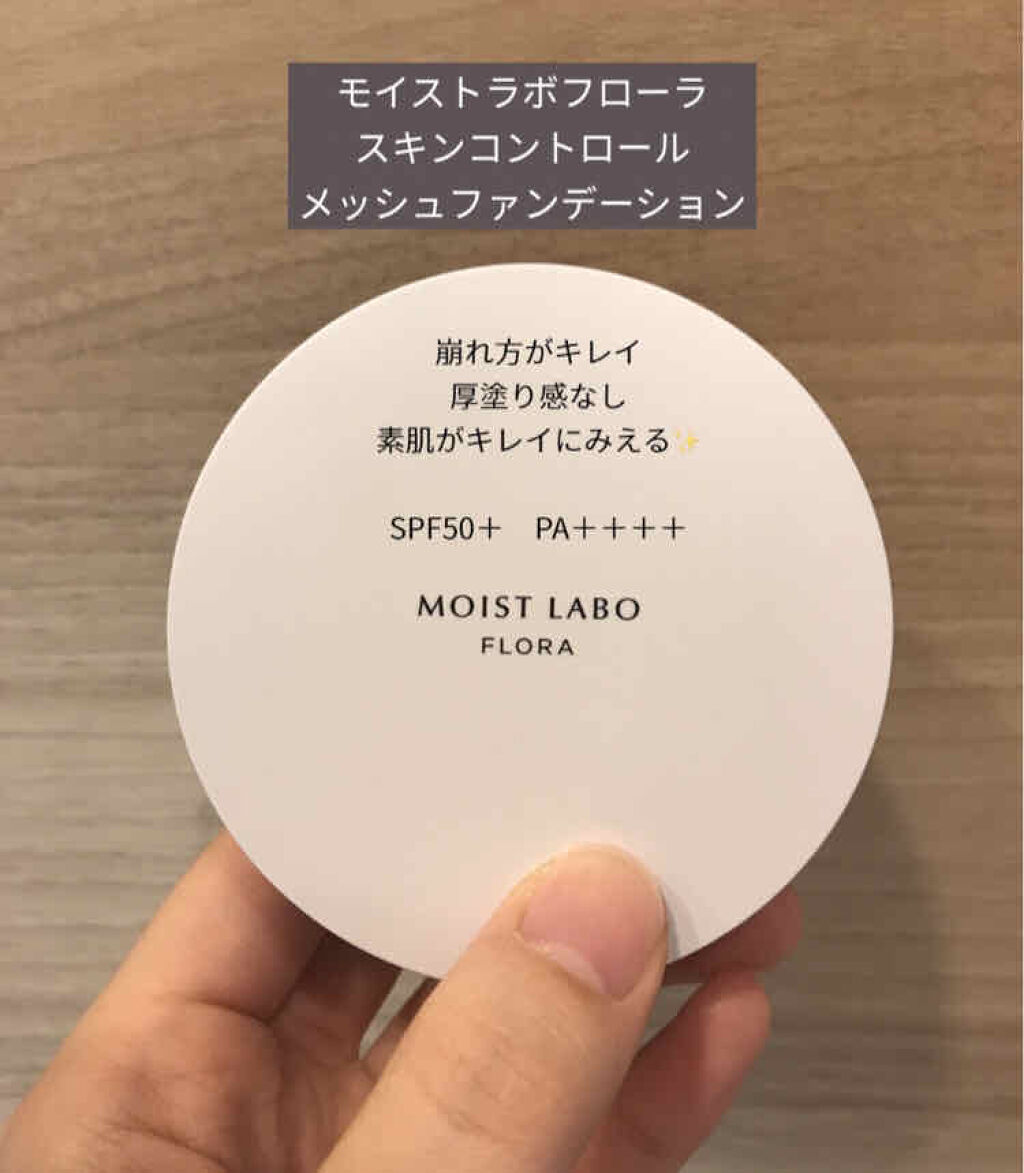 モイストラボフローラ
スキンコントロール
メッシュファンデーション
崩れ方がキレイ
厚塗り感なし
素肌がキレイにみえる✨
SPF50＋　PA＋＋＋＋
MOIST LABO
FLORA